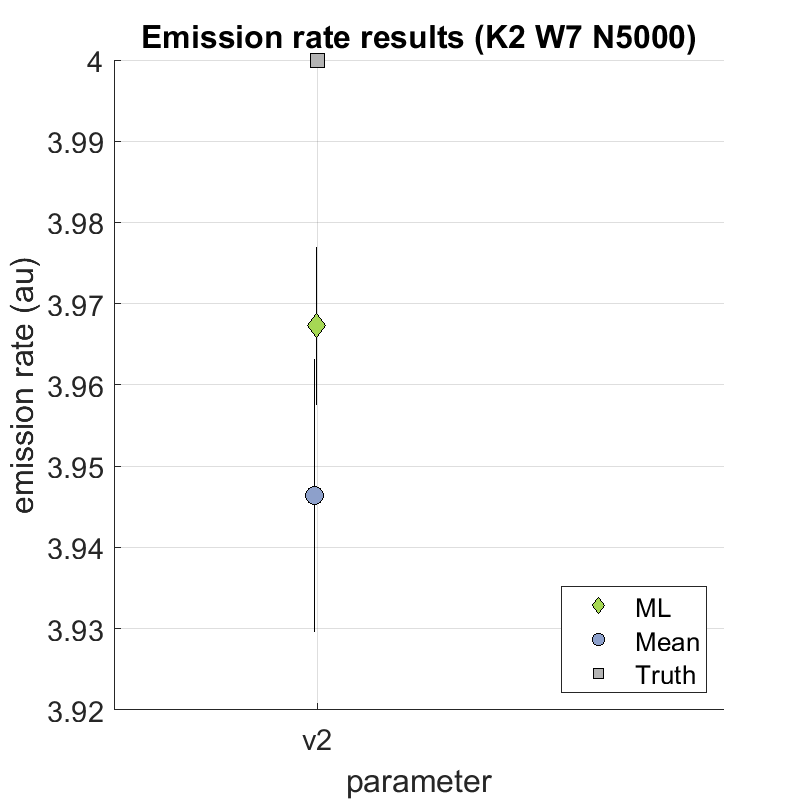 Emission rate results (K2 W7 N5000)
4
3.99
3.98
3.97
3.96
3.95
3.94
3.93
3.92
emission rate (au)
ML
Mean
Truth
v2
parameter